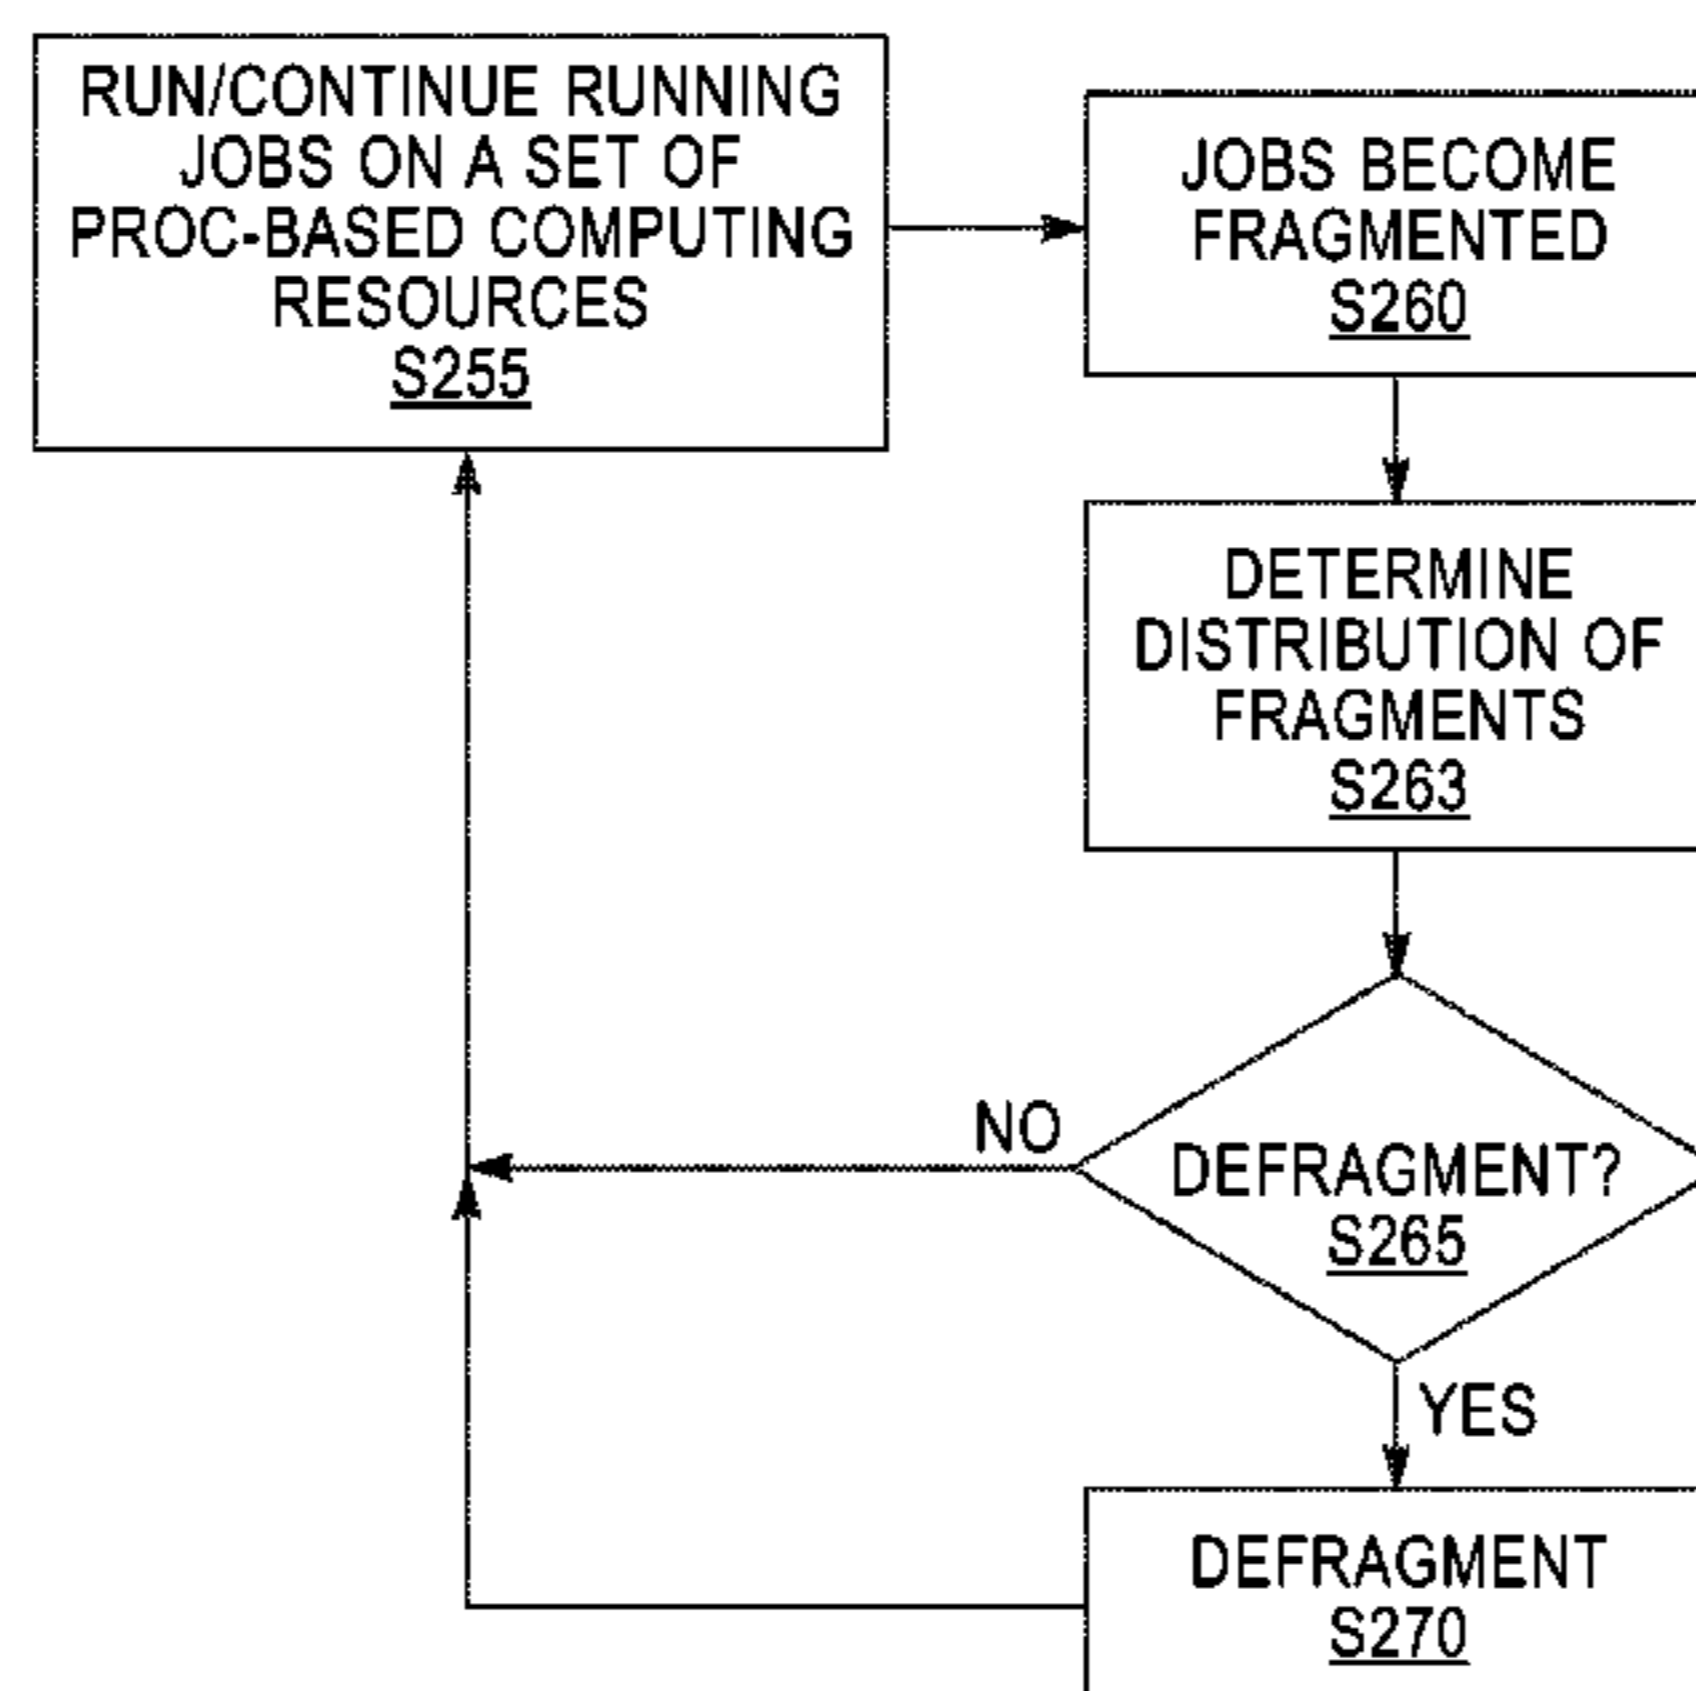 RUN/CONTINUE RUNNING
JOBS ON A SET OF
PROC-BASED COMPUTING
RESOURCES
S255
JOBS BECOME
FRAGMENTED
S260
DETERMINE
DISTRIBUTION OF
FRAGMENTS
S263
NO
DEFRAGMENT?
S265
YES
DEFRAGMENT
S270